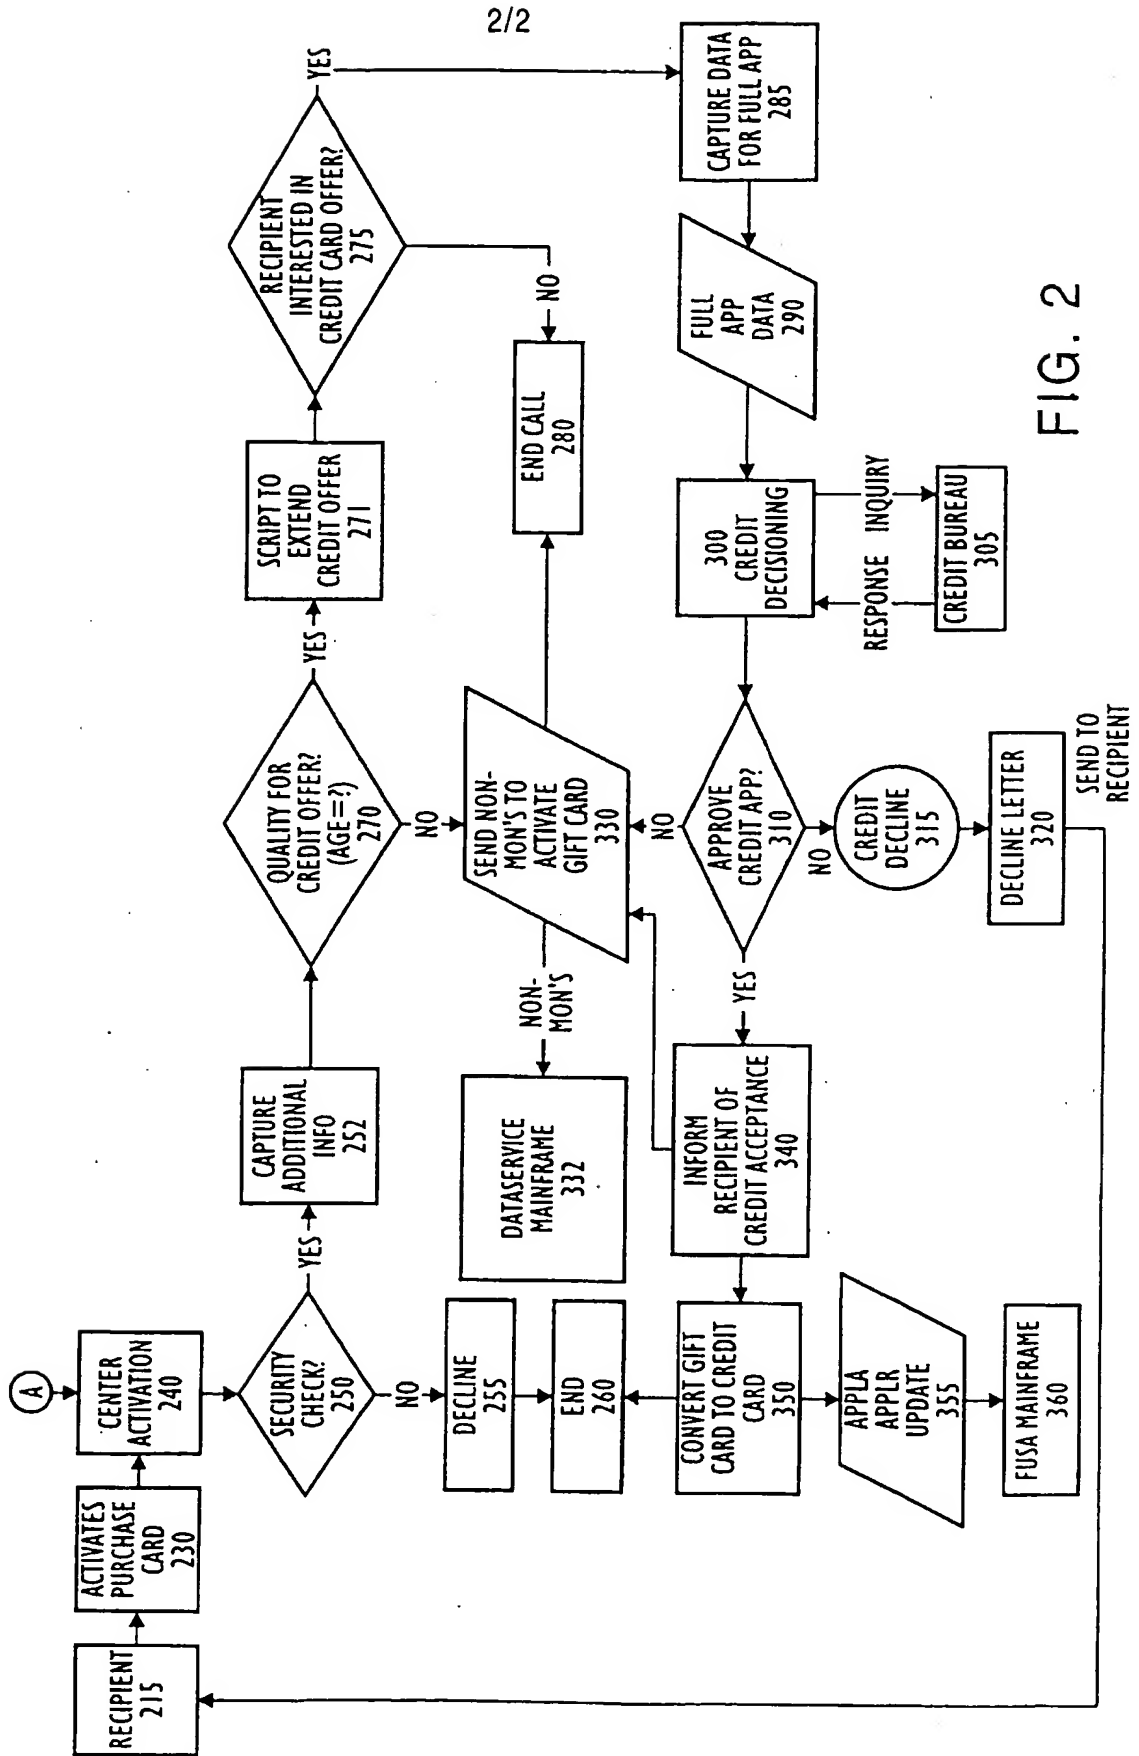 2/2
A
RECIPIENT
215
ACTIVATES
PURCHASE
CARD
230
CENTER
ACTIVATION
240
SECURITY
CHECK?
250
YES
NO
DECLINE
255
END
260
CAPTURE
ADDITIONAL
INFO
252
QUALITY FOR
CREDIT OFFER?
(AGE=?)
270
YES
NO
SCRIPT TO
EXTEND
CREDIT OFFER
271
RECIPIENT
INTERESTED IN
CREDIT CARD OFFER?
275
YES
NO
END CALL
280
CAPTURE DATA
FOR FULL APP
285
FULL
APP
DATA
290
300
CREDIT
DECISIONING
INQUIRY
RESPONSE
CREDIT BUREAU
305
APPROVE
CREDIT APP?
310
NO
NO
YES
CREDIT
DECLINE
315
DECLINE LETTER
320
SEND TO
RECIPIENT
SEND NON-
MON'S TO
ACTIVATE
GIFT CARD
330
NON-
MON'S
DATASERVICE
MAINFRAME
332
INFORM
RECIPIENT OF
CREDIT ACCEPTANCE
340
CONVERT GIFT
CARD TO CREDIT
CARD
350
APPLA
APPLR
UPDATE
355
FUSA MAINFRAME
360
FIG. 2